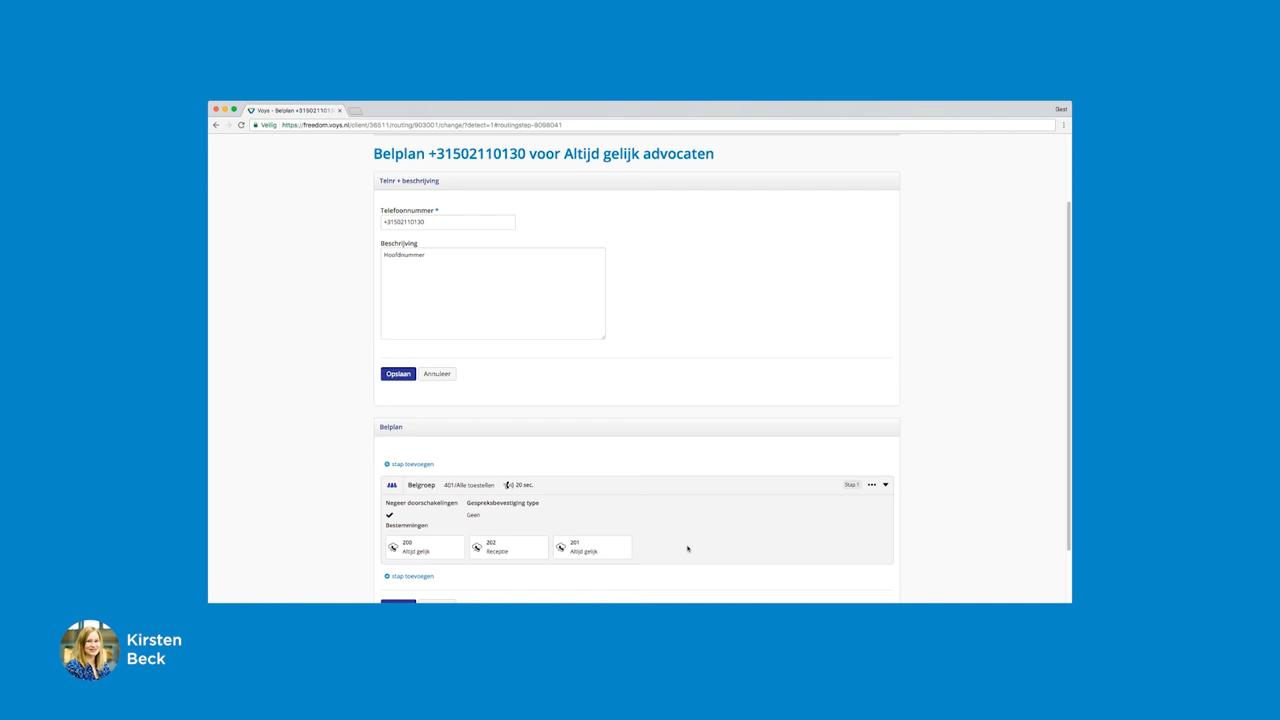 Voys - Belplan +315021101
Gast
Veilig https://freedom.voys.nl/client/36511/routing/903001/change/?detect=1#routingstep-8098041
Belplan +31502110130 voor Altijd gelijk advocaten
Telnr + beschrijving
Telefoonnummer *
+31502110130
Beschrijving
Hoofdnummer
Opslaan Annuleer
Belplan
stap toevoegen
Belgroep 401/Alle toestellen 20 sec. Stap 1
Negeer doorschakelingen Gespreksbevestiging type
Geen
Bestemmingen
200 202 201
Altijd gelijk Receptie Altijd gelijk
stap toevoegen
Kirsten
Beck